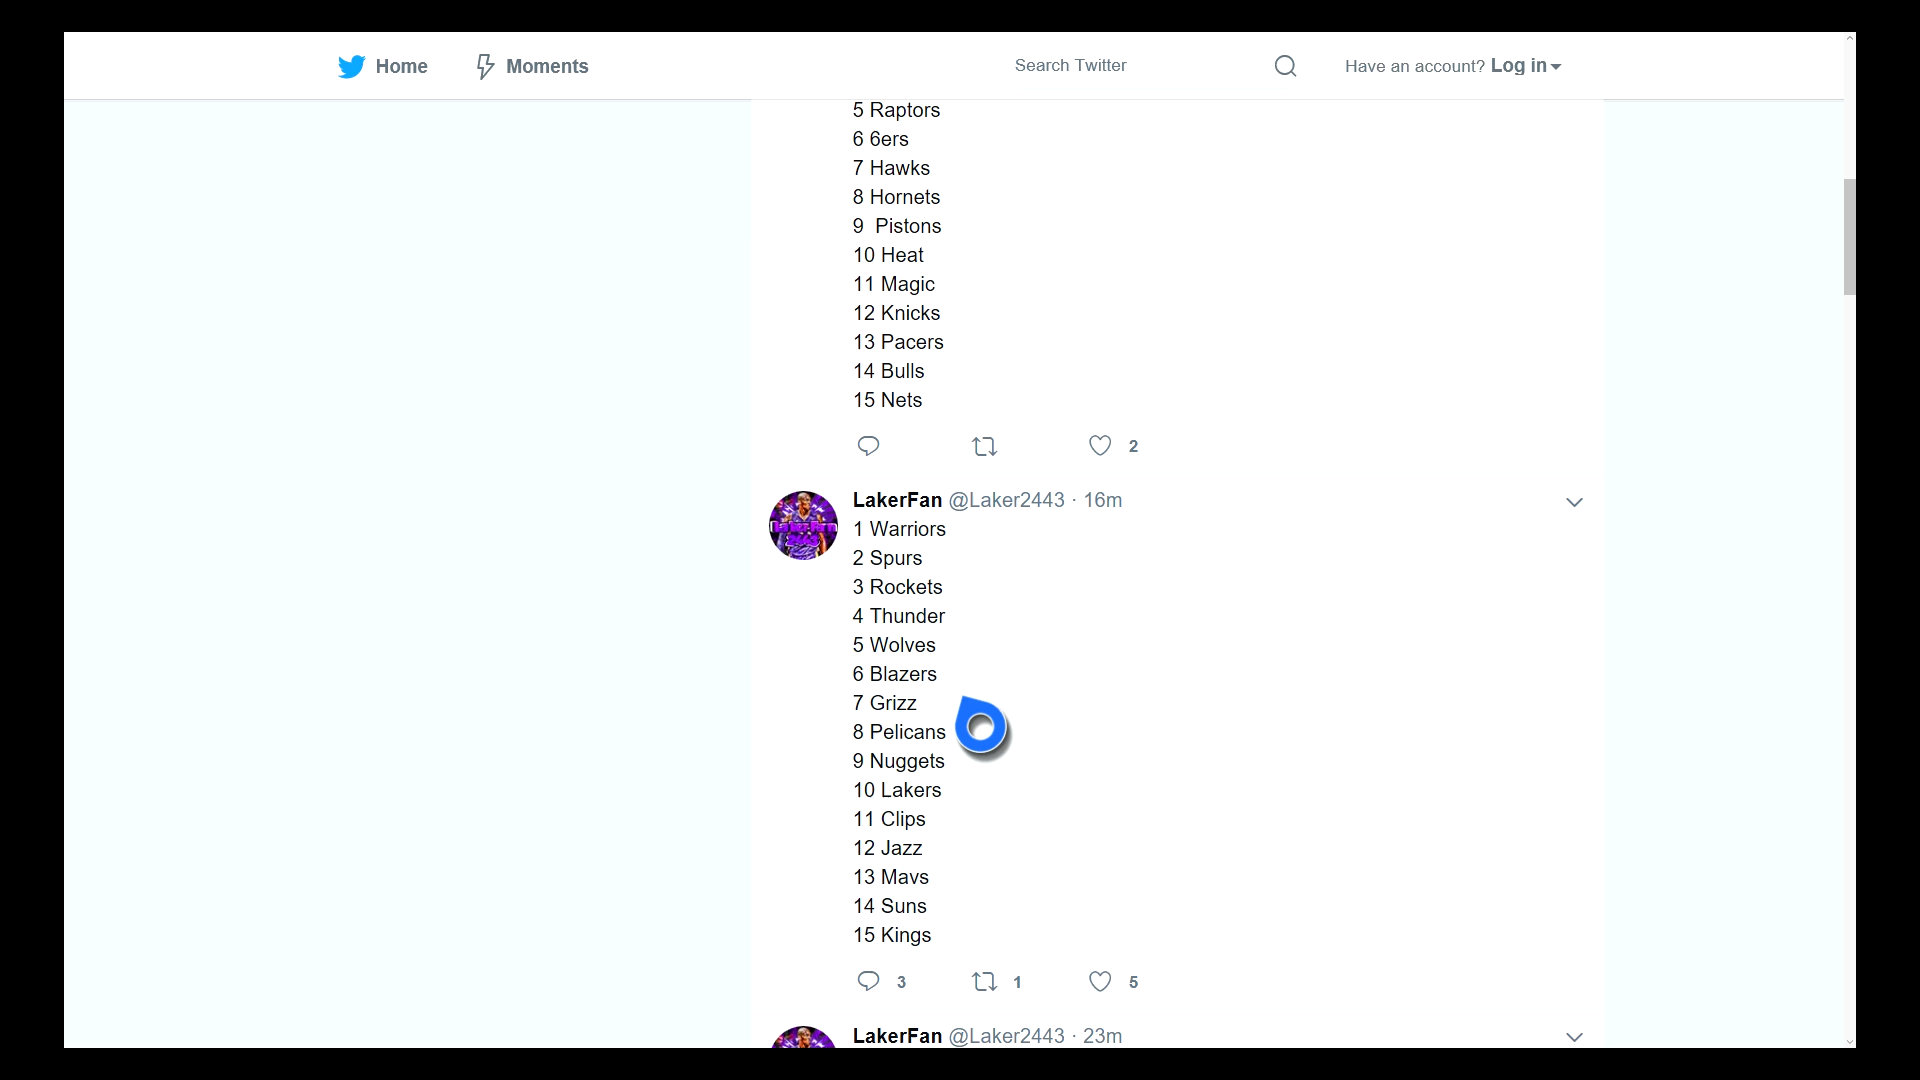 Home Moments Search Twitter Have an account? Log in
5 Raptors
6 6ers
7 Hawks
8 Hornets
9  Pistons
10 Heat
11 Magic
12 Knicks
13 Pacers
14 Bulls
15 Nets
2
LakerFan @Laker2443 · 16m
1 Warriors
2 Spurs
3 Rockets
4 Thunder
5 Wolves
6 Blazers
7 Grizz
8 Pelicans
9 Nuggets
10 Lakers
11 Clips
12 Jazz
13 Mavs
14 Suns
15 Kings
3 1 5
LakerFan @Laker2443 · 23m